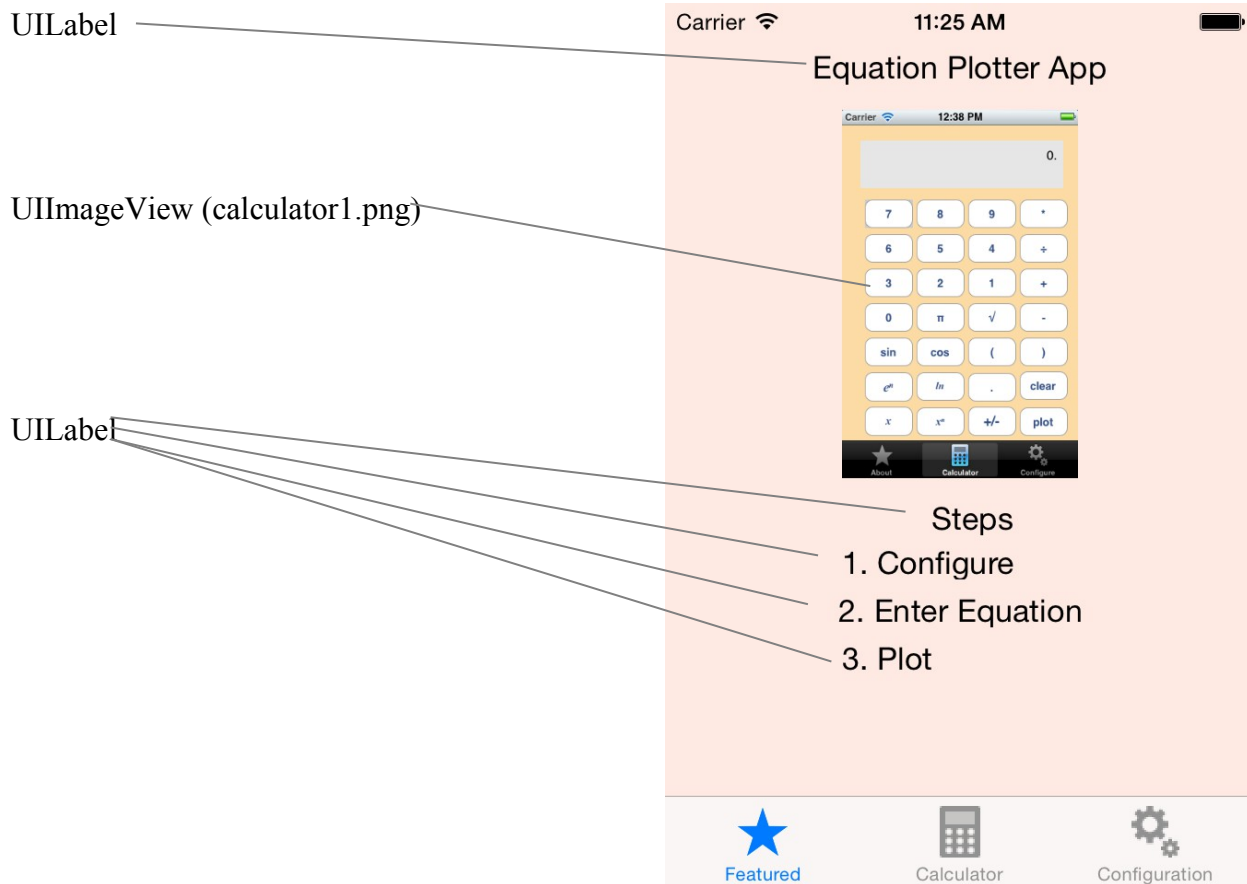 UILabel
UIImageView (calculator1.png)
UILabel
Carrier 11:25 AM
Equation Plotter App
Carrier 12:38 PM
0.
7 8 9 *
6 5 4 ÷
3 2 1 +
0 π √ -
sin cos ( )
eⁿ ln . clear
x xⁿ +/- plot
About Calculator Configure
Steps
1. Configure
2. Enter Equation
3. Plot
Featured Calculator Configuration